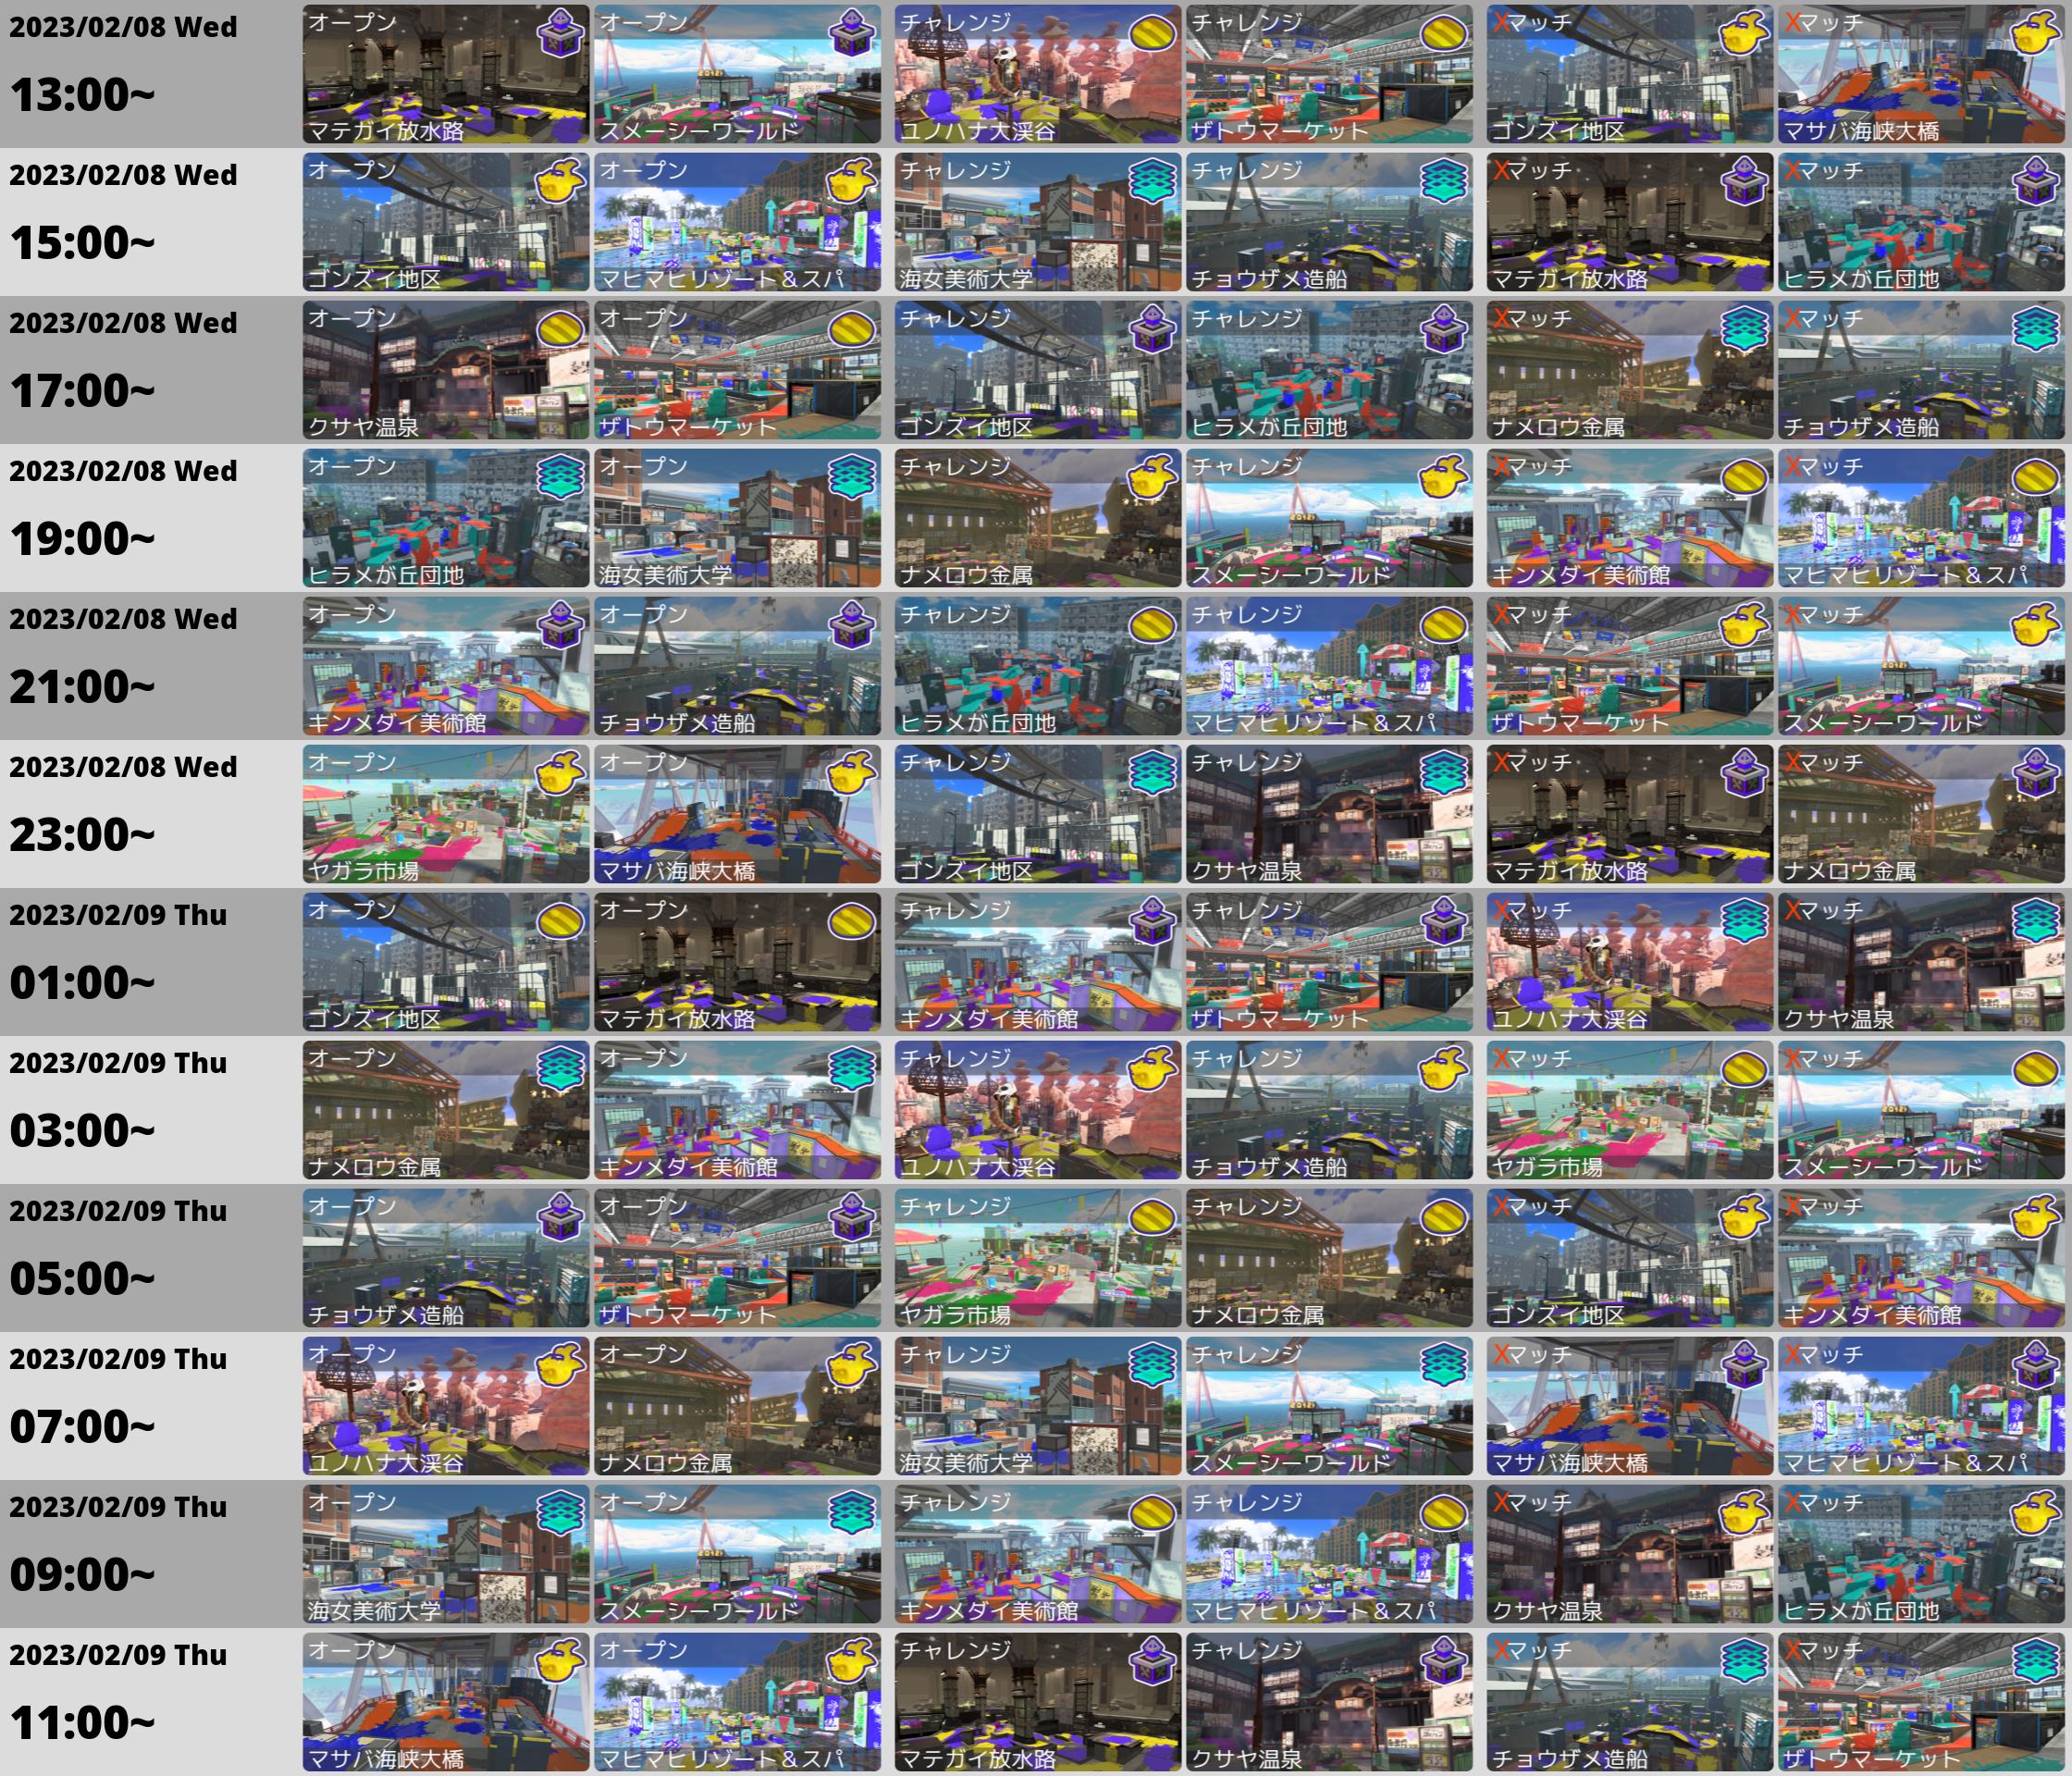 2023/02/08 Wed
13:00~
オープン オープン チャレンジ チャレンジ Xマッチ Xマッチ
マテガイ放水路 スメーシーワールド ユノハナ大渓谷 ザトウマーケット ゴンズイ地区 マサバ海峡大橋
2023/02/08 Wed
15:00~
オープン オープン チャレンジ チャレンジ Xマッチ Xマッチ
ゴンズイ地区 マヒマヒリゾート&スパ 海女美術大学 チョウザメ造船 マテガイ放水路 ヒラメが丘団地
2023/02/08 Wed
17:00~
オープン オープン チャレンジ チャレンジ Xマッチ Xマッチ
クサヤ温泉 ザトウマーケット ゴンズイ地区 ヒラメが丘団地 ナメロウ金属 チョウザメ造船
2023/02/08 Wed
19:00~
オープン オープン チャレンジ チャレンジ Xマッチ Xマッチ
ヒラメが丘団地 海女美術大学 ナメロウ金属 スメーシーワールド キンメダイ美術館 マヒマヒリゾート&スパ
2023/02/08 Wed
21:00~
オープン オープン チャレンジ チャレンジ Xマッチ Xマッチ
キンメダイ美術館 チョウザメ造船 ヒラメが丘団地 マヒマヒリゾート&スパ ザトウマーケット スメーシーワールド
2023/02/08 Wed
23:00~
オープン オープン チャレンジ チャレンジ Xマッチ Xマッチ
ヤガラ市場 マサバ海峡大橋 ゴンズイ地区 クサヤ温泉 マテガイ放水路 ナメロウ金属
2023/02/09 Thu
01:00~
オープン オープン チャレンジ チャレンジ Xマッチ Xマッチ
ゴンズイ地区 マテガイ放水路 キンメダイ美術館 ザトウマーケット ユノハナ大渓谷 クサヤ温泉
2023/02/09 Thu
03:00~
オープン オープン チャレンジ チャレンジ Xマッチ Xマッチ
ナメロウ金属 キンメダイ美術館 ユノハナ大渓谷 チョウザメ造船 ヤガラ市場 スメーシーワールド
2023/02/09 Thu
05:00~
オープン オープン チャレンジ チャレンジ Xマッチ Xマッチ
チョウザメ造船 ザトウマーケット ヤガラ市場 ナメロウ金属 ゴンズイ地区 キンメダイ美術館
2023/02/09 Thu
07:00~
オープン オープン チャレンジ チャレンジ Xマッチ Xマッチ
ユノハナ大渓谷 ナメロウ金属 海女美術大学 スメーシーワールド マサバ海峡大橋 マヒマヒリゾート&スパ
2023/02/09 Thu
09:00~
オープン オープン チャレンジ チャレンジ Xマッチ Xマッチ
海女美術大学 スメーシーワールド キンメダイ美術館 マヒマヒリゾート&スパ クサヤ温泉 ヒラメが丘団地
2023/02/09 Thu
11:00~
オープン オープン チャレンジ チャレンジ Xマッチ Xマッチ
マサバ海峡大橋 マヒマヒリゾート&スパ マテガイ放水路 クサヤ温泉 チョウザメ造船 ザトウマーケット